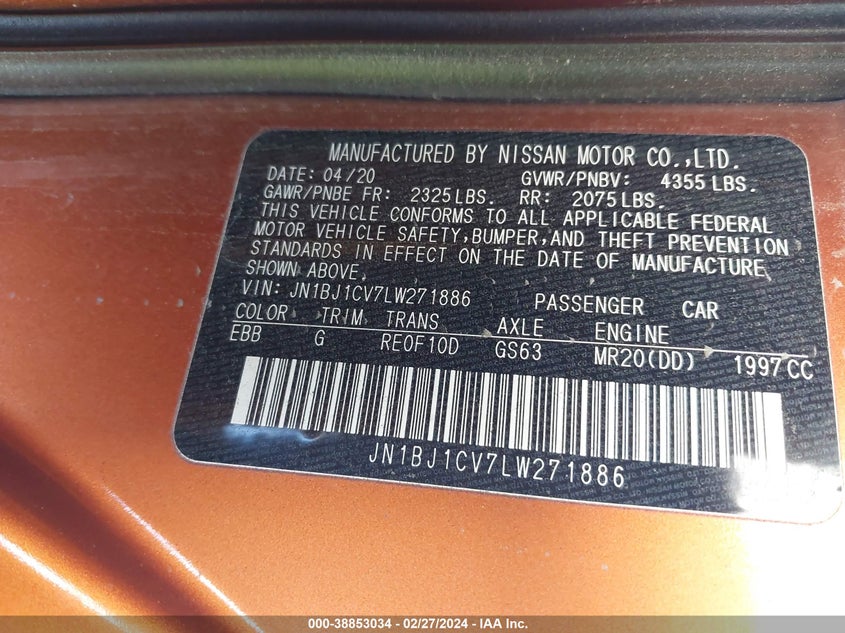 MANUFACTURED BY NISSAN MOTOR CO.,LTD.
DATE: 04/20 GVWR/PNBV: 4355 LBS.
GAWR/PNBE FR: 2325 LBS. RR: 2075 LBS.
THIS VEHICLE CONFORMS TO ALL APPLICABLE FEDERAL
MOTOR VEHICLE SAFETY, BUMPER, AND THEFT PREVENTION
STANDARDS IN EFFECT ON THE DATE OF MANUFACTURE
SHOWN ABOVE.
VIN: JN1BJ1CV7LW271886 PASSENGER CAR
COLOR TRIM TRANS AXLE ENGINE
EBB G RE0F10D GS63 MR20(DD) 1997 CC
JN1BJ1CV7LW271886
000-38853034 - 02/27/2024 - IAA Inc.